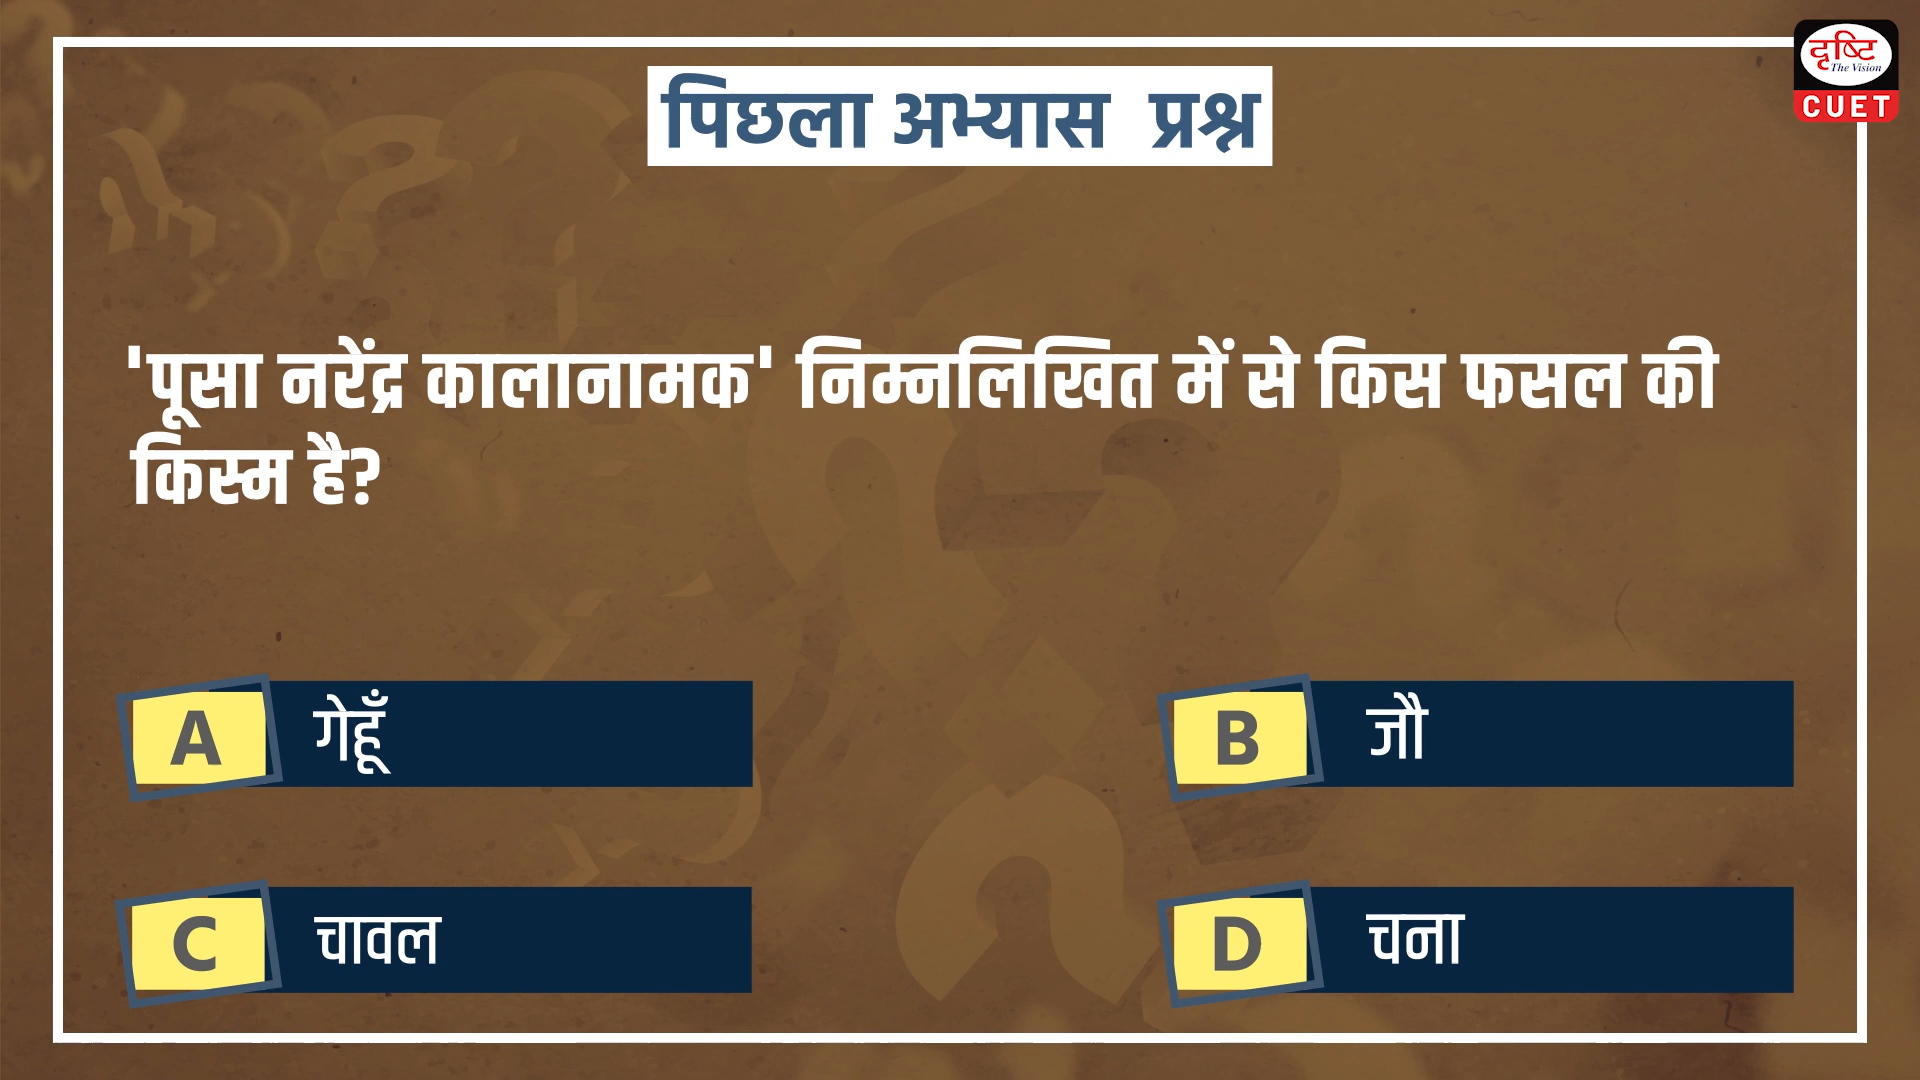 दृष्टि
The Vision
CUET
पिछला अभ्यास प्रश्न
'पूसा नरेंद्र कालानामक' निम्नलिखित में से किस फसल की
किस्म है?
A गेहूँ
B जौ
C चावल
D चना